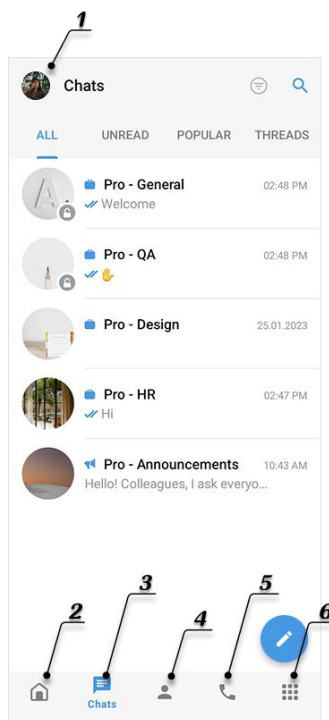 1
Chats
ALL UNREAD POPULAR THREADS
Pro - General 02:48 PM
Welcome
Pro - QA 02:48 PM
Pro - Design 25.01.2023
Pro - HR 02:47 PM
Hi
Pro - Announcements 10:43 AM
Hello! Colleagues, I ask everyo...
2 3 4 5 6
Chats